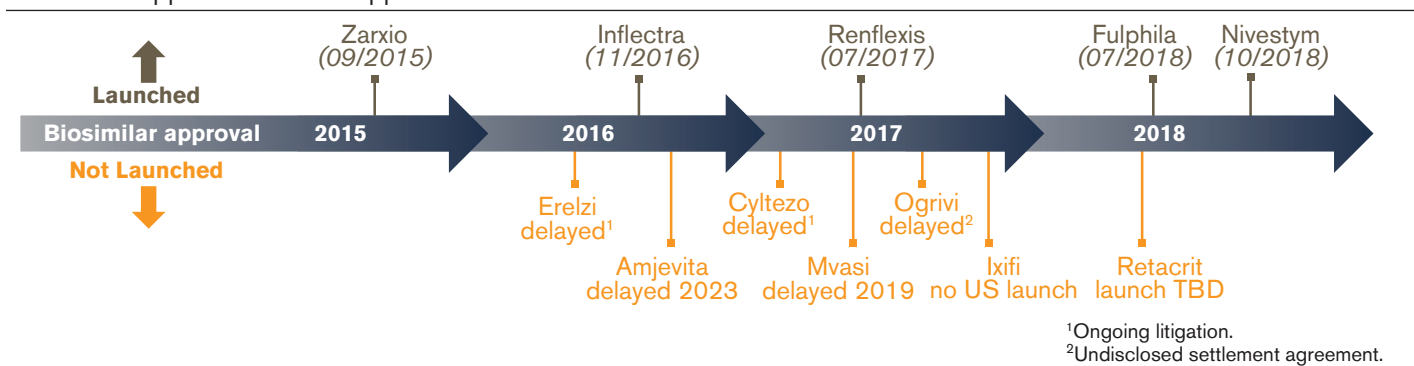 Zarxio
(09/2015)
Inflectra
(11/2016)
Renflexis
(07/2017)
Fulphila
(07/2018)
Nivestym
(10/2018)
Launched
Biosimilar approval
2015
2016
2017
2018
Not Launched
Erelzi
delayed¹
Cyltezo
delayed¹
Ogrivi
delayed²
Amjevita
delayed 2023
Mvasi
delayed 2019
Ixifi
no US launch
Retacrit
launch TBD
¹Ongoing litigation.
²Undisclosed settlement agreement.